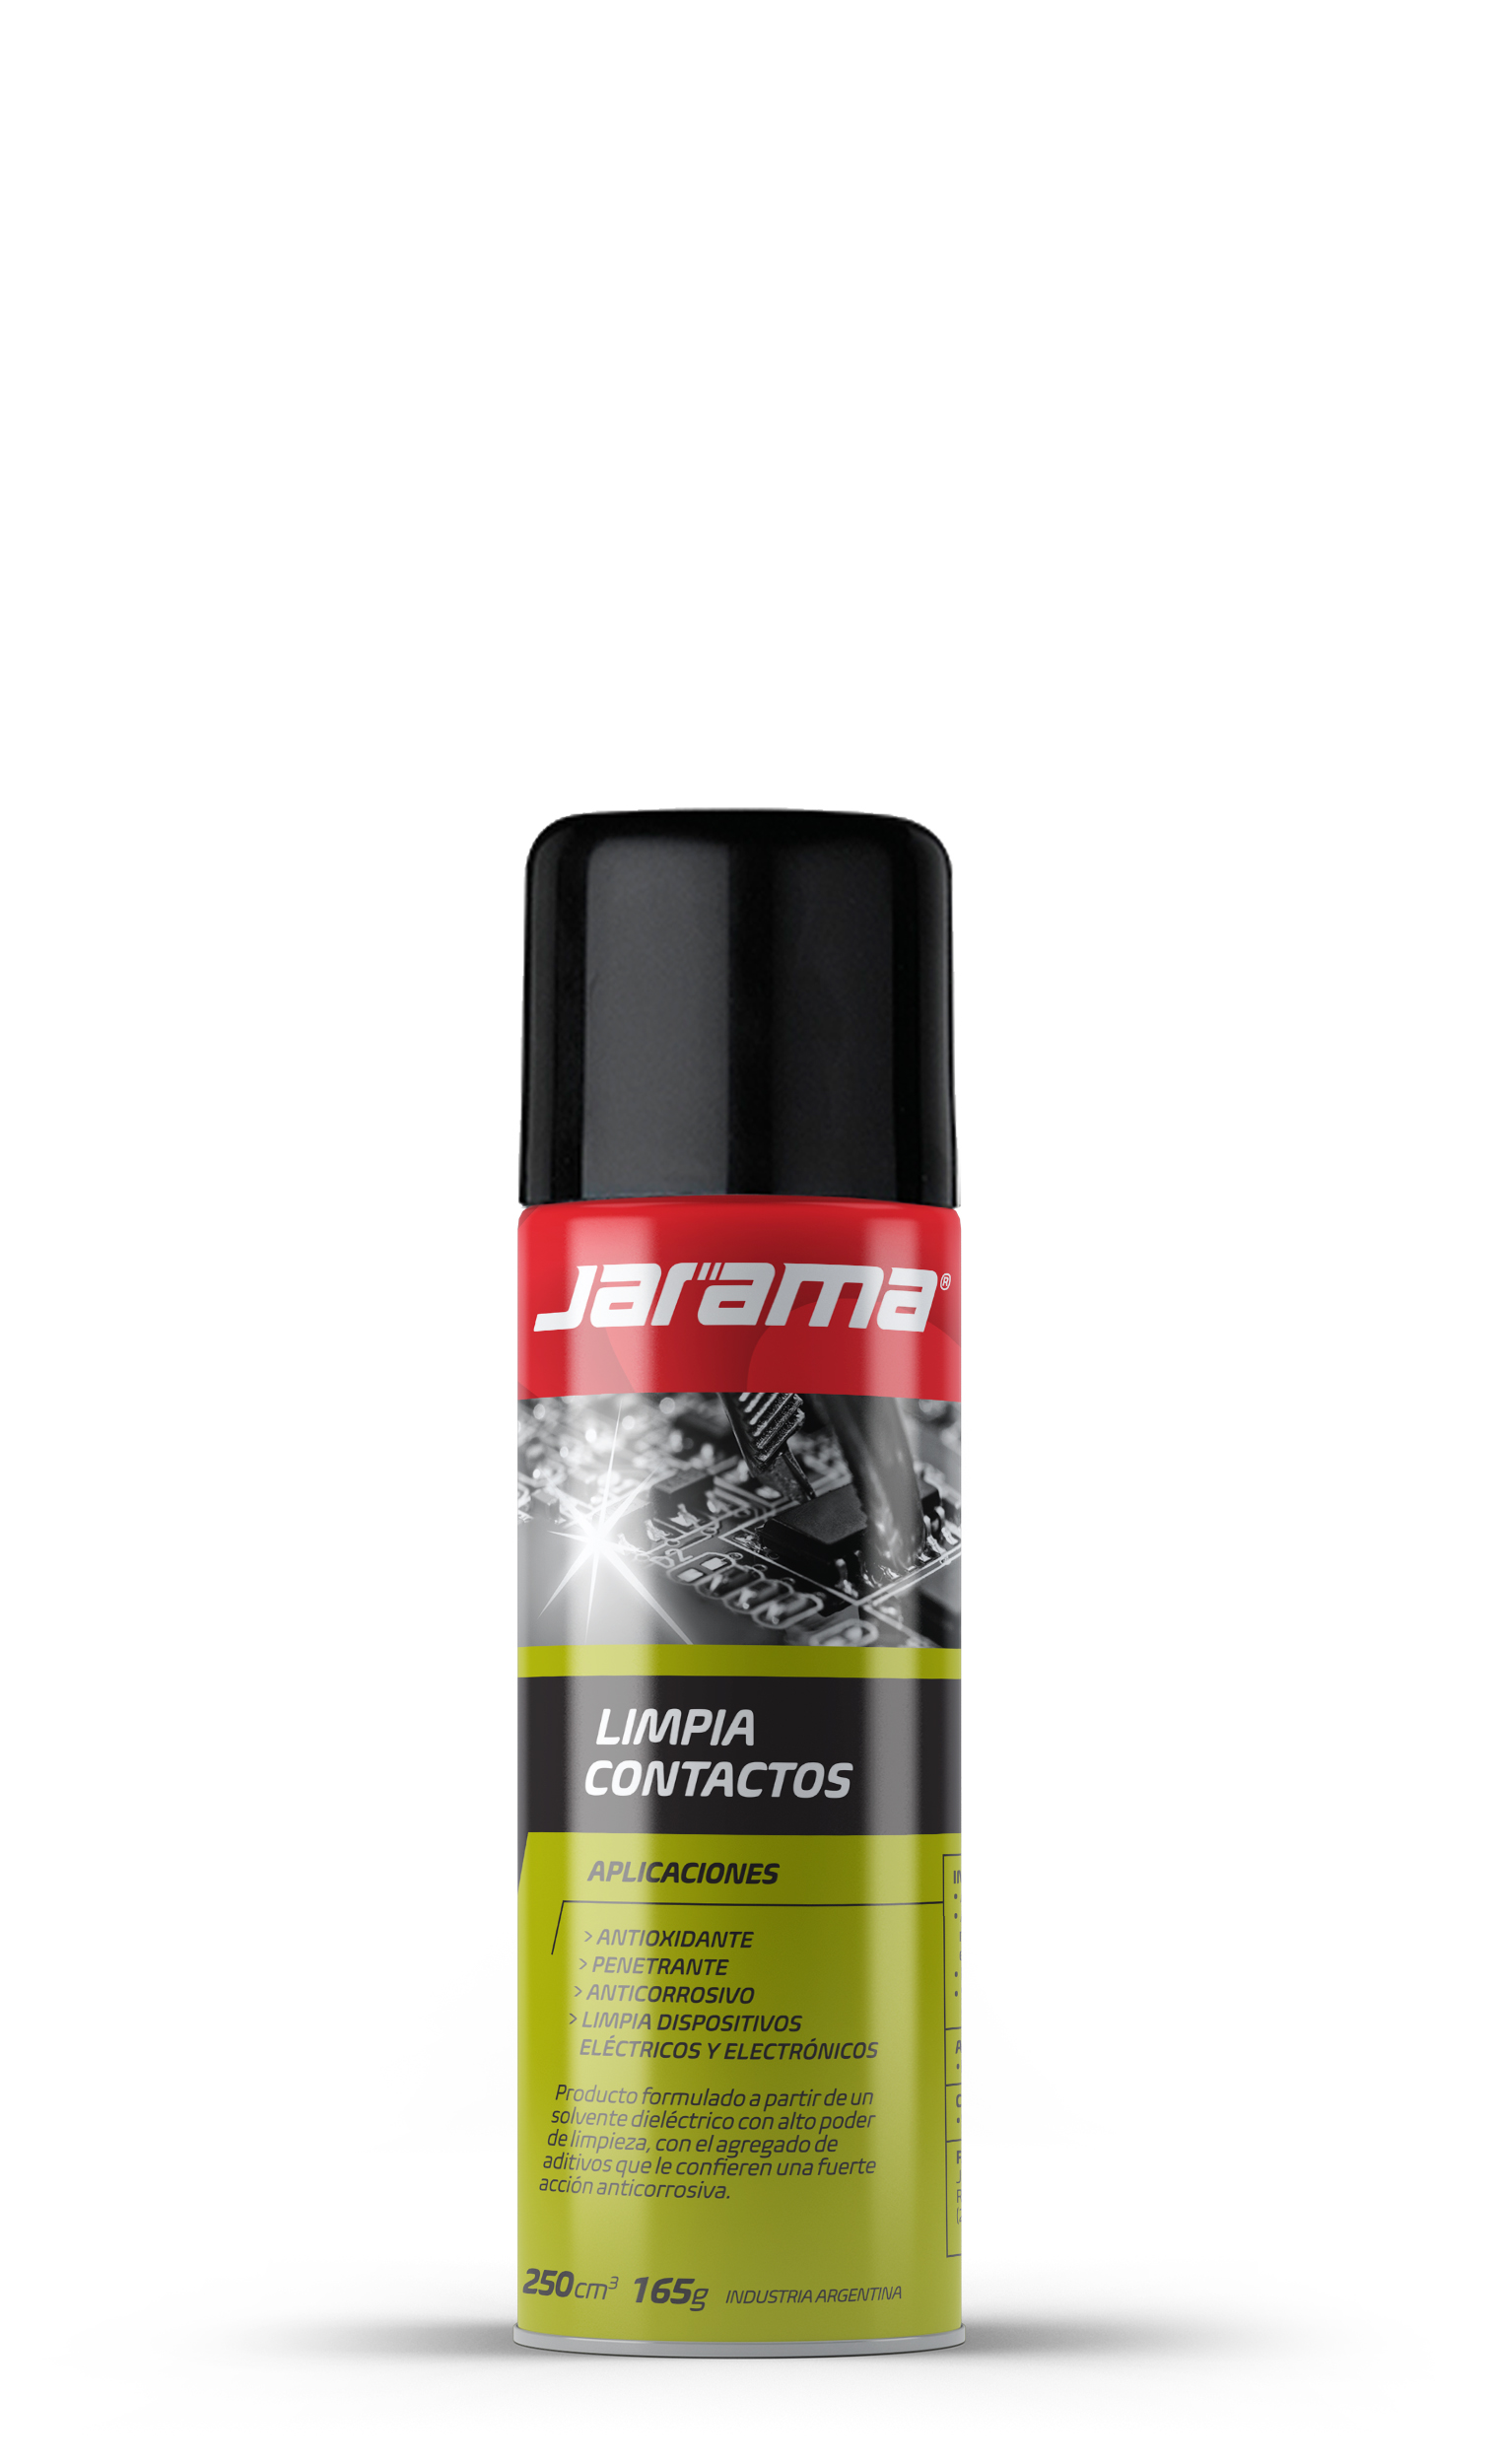 Jarama®
LIMPIA
CONTACTOS
APLICACIONES
> ANTIOXIDANTE
> PENETRANTE
> ANTICORROSIVO
> LIMPIA DISPOSITIVOS
ELÉCTRICOS Y ELECTRÓNICOS
Producto formulado a partir de un
solvente dieléctrico con alto poder
de limpieza, con el agregado de
aditivos que le confieren una fuerte
acción anticorrosiva.
250cm³ 165g INDUSTRIA ARGENTINA